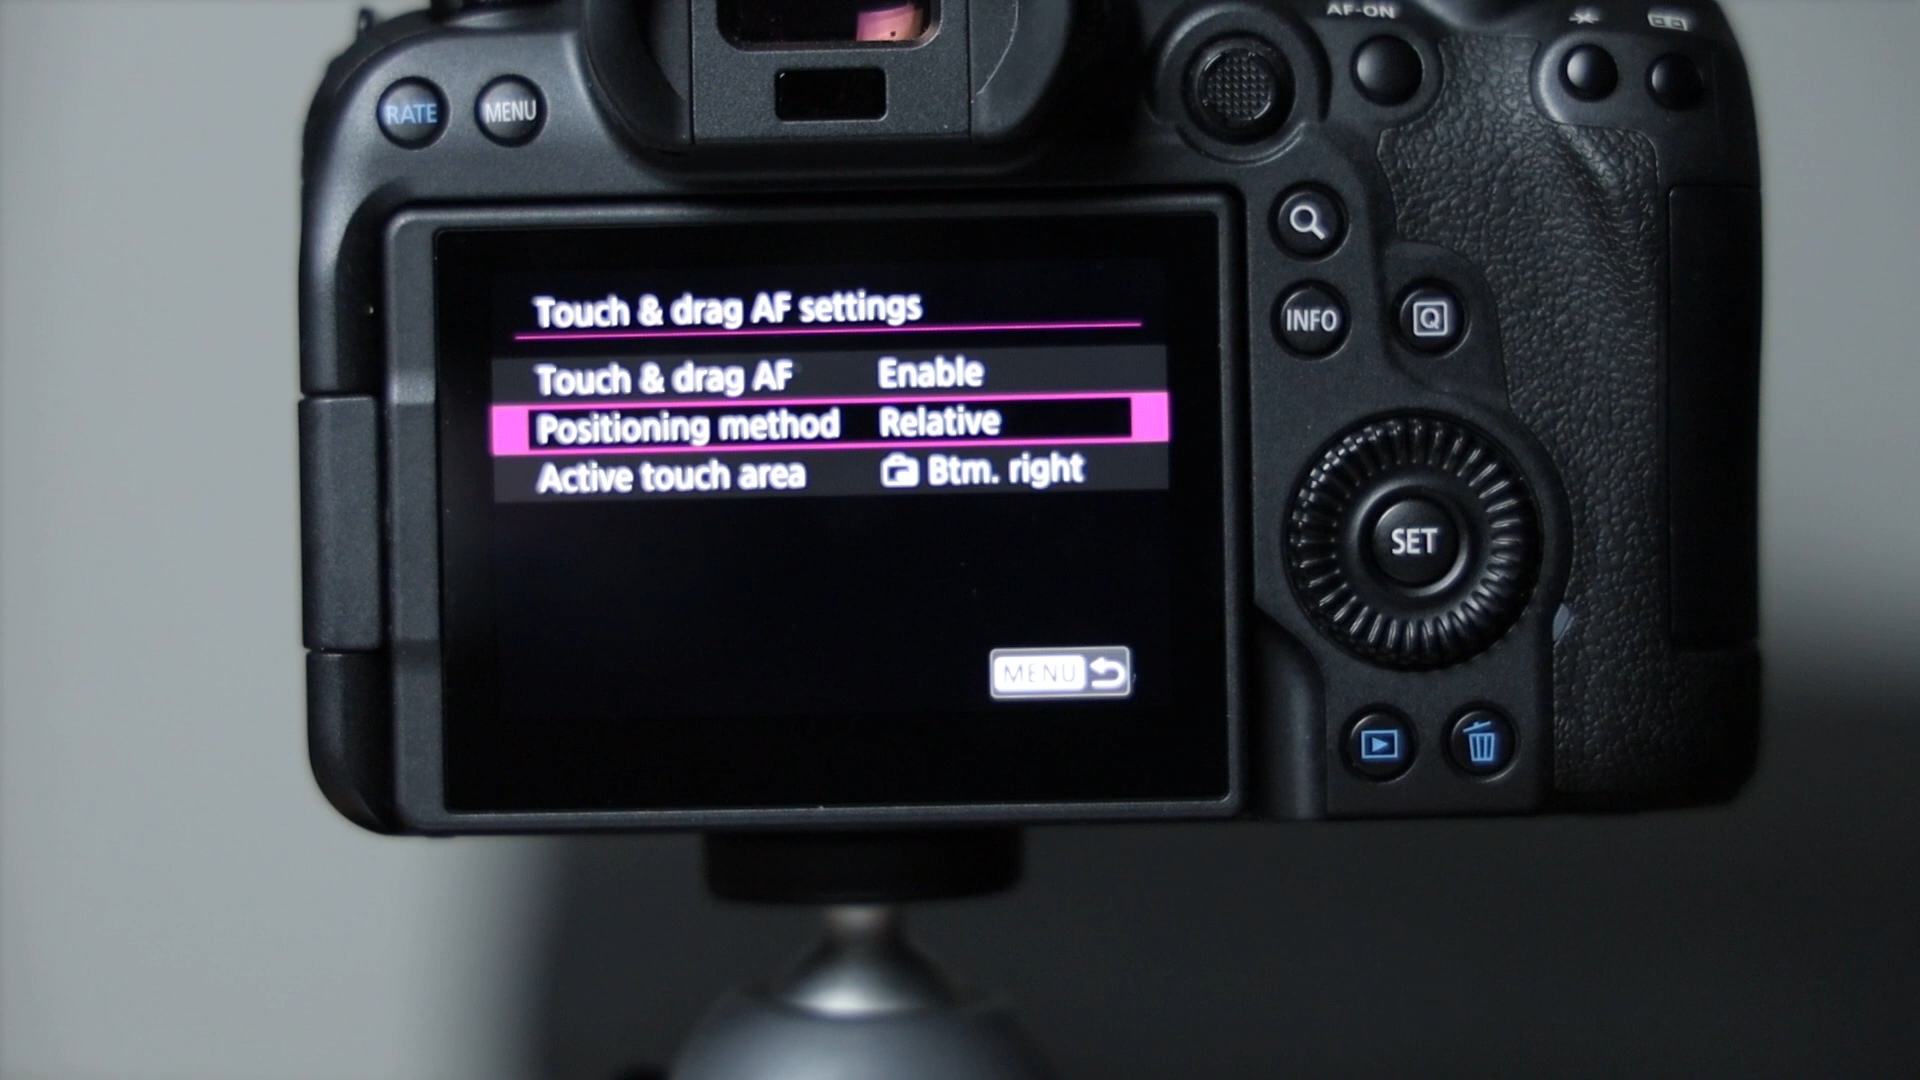 AF-ON
RATE MENU
Touch & drag AF settings
Touch & drag AF Enable
Positioning method Relative
Active touch area Btm. right
MENU
INFO
Q
SET